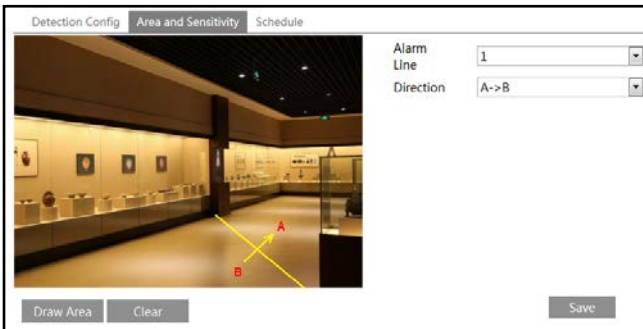 Detection Config Area and Sensitivity Schedule
Alarm Line 1
Direction A->B
A
B
Draw Area Clear Save